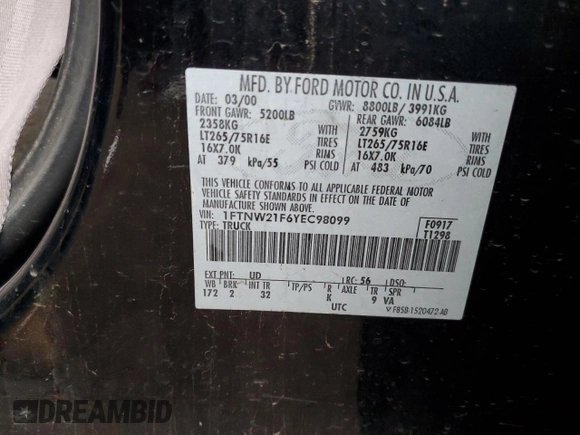 MFD. BY FORD MOTOR CO. IN U.S.A.
DATE: 03/00 GVWR: 8800LB/ 3991KG
FRONT GAWR: 5200LB REAR GAWR: 6084LB
2358KG WITH 2759KG WITH
LT265/75R16E TIRES LT265/75R16E TIRES
16X7.0K RIMS 16X7.0K RIMS
AT 379 kPa/55 PSI COLD AT 483 kPa/70 PSI COLD
THIS VEHICLE CONFORMS TO ALL APPLICABLE FEDERAL MOTOR
VEHICLE SAFETY STANDARDS IN EFFECT ON THE DATE OF
MANUFACTURE SHOWN ABOVE.
VIN: 1FTNW21F6YEC98099 F0917
TYPE: TRUCK T1298
EXT PNT: UD RC: 56 DSO:
WB BRK INT TR TP/PS R AXLE TR SPR
172 2 32 K 9 VA
UTC F85B-1520472-AB
DREAMBID